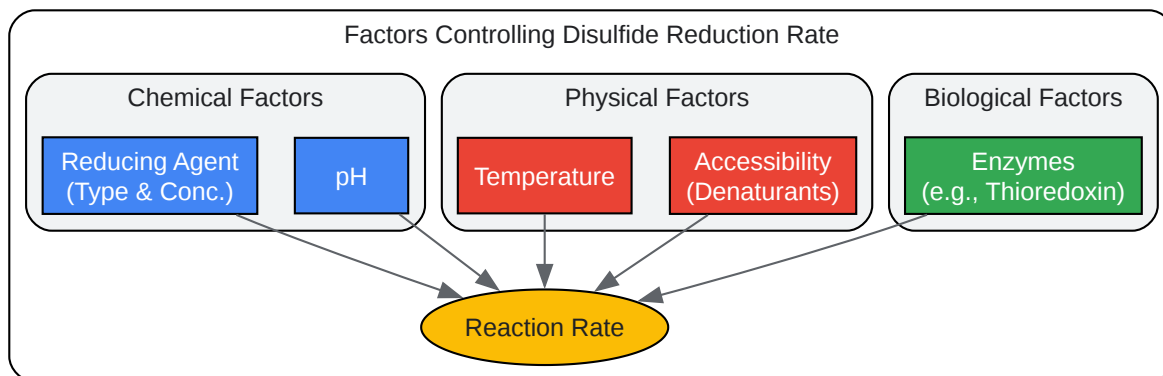 Factors Controlling Disulfide Reduction Rate
Chemical Factors
Physical Factors
Biological Factors
Reducing Agent
(Type & Conc.)
pH
Temperature
Accessibility
(Denaturants)
Enzymes
(e.g., Thioredoxin)
Reaction Rate